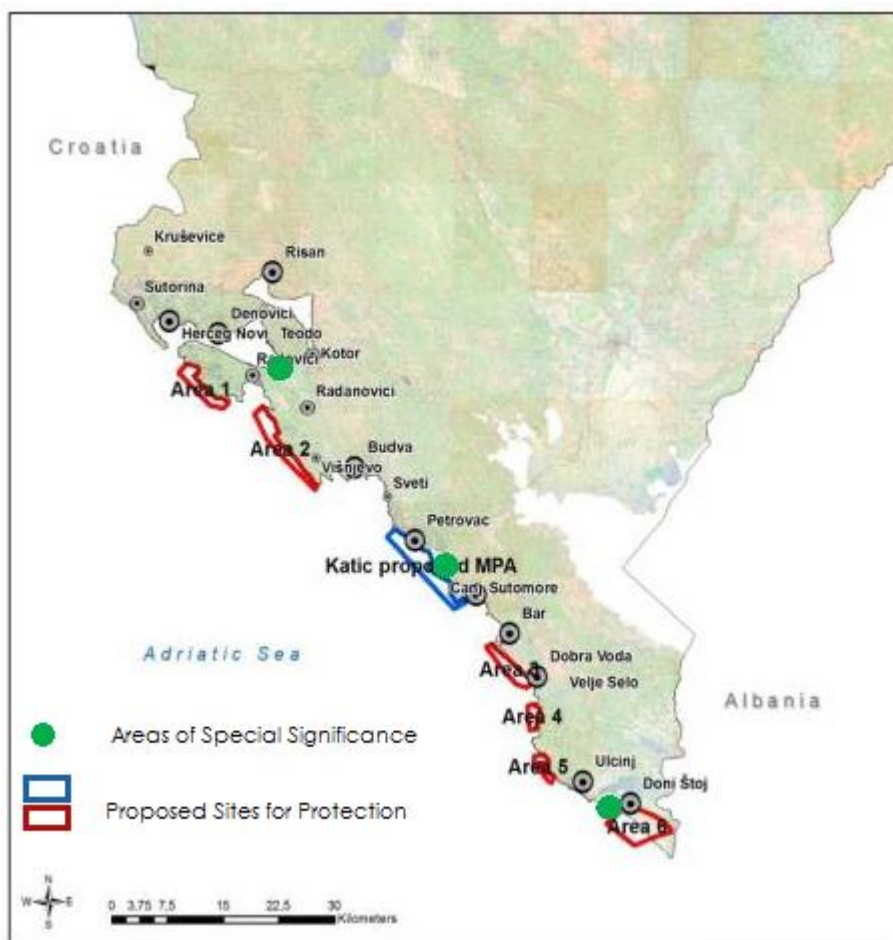 Croatia
Kruševice
Risan
Sutorina
Denovici
Herceg Novi
Teodo
Kotor
Area 1
Radanovici
Area 2
Budva
Višnjevo
Sveti
Petrovac
Katic proposed MPA
Canj
Sutomore
Bar
Adriatic Sea
Area 3
Dobra Voda
Velje Selo
Albania
Area 4
Areas of Special Significance
Area 5
Ulcinj
Doni Štoj
Proposed Sites for Protection
Area 6
N
W
E
S
0 3.75 7.5 15 22.5 30
Kilometers